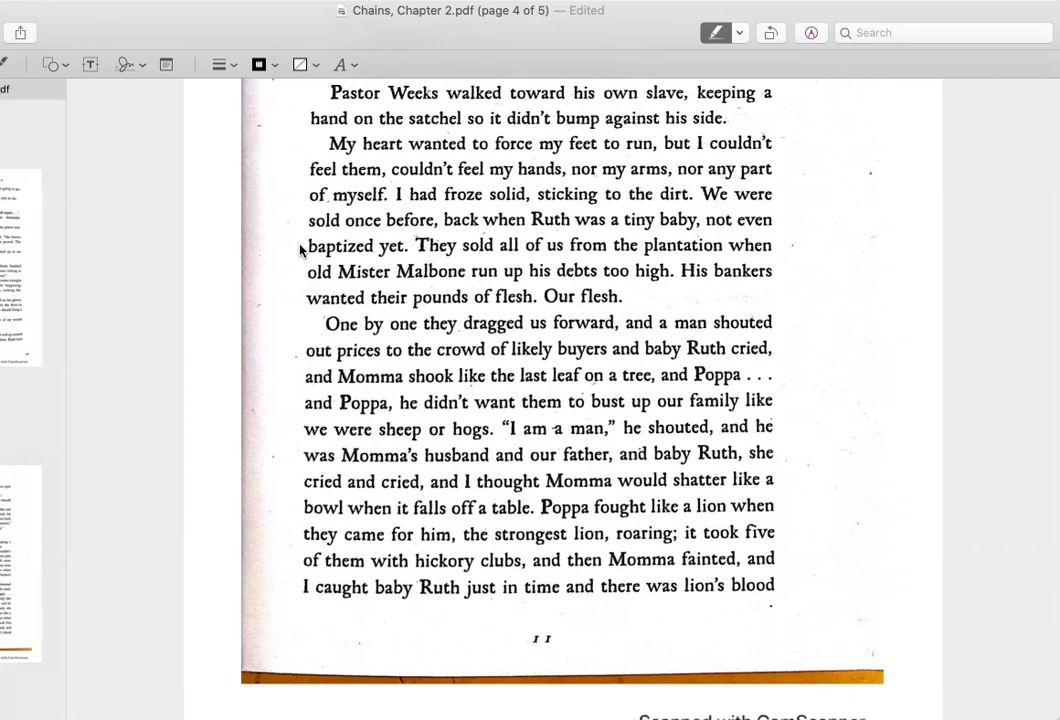 Chains, Chapter 2.pdf (page 4 of 5) — Edited
Search
df
Pastor Weeks walked toward his own slave, keeping a
hand on the satchel so it didn't bump against his side.
My heart wanted to force my feet to run, but I couldn't
feel them, couldn't feel my hands, nor my arms, nor any part
of myself. I had froze solid, sticking to the dirt. We were
sold once before, back when Ruth was a tiny baby, not even
baptized yet. They sold all of us from the plantation when
old Mister Malbone run up his debts too high. His bankers
wanted their pounds of flesh. Our flesh.
One by one they dragged us forward, and a man shouted
out prices to the crowd of likely buyers and baby Ruth cried,
and Momma shook like the last leaf on a tree, and Poppa . . .
and Poppa, he didn't want them to bust up our family like
we were sheep or hogs. "I am a man," he shouted, and he
was Momma's husband and our father, and baby Ruth, she
cried and cried, and I thought Momma would shatter like a
bowl when it falls off a table. Poppa fought like a lion when
they came for him, the strongest lion, roaring; it took five
of them with hickory clubs, and then Momma fainted, and
I caught baby Ruth just in time and there was lion's blood
11
Scanned with CamScanner